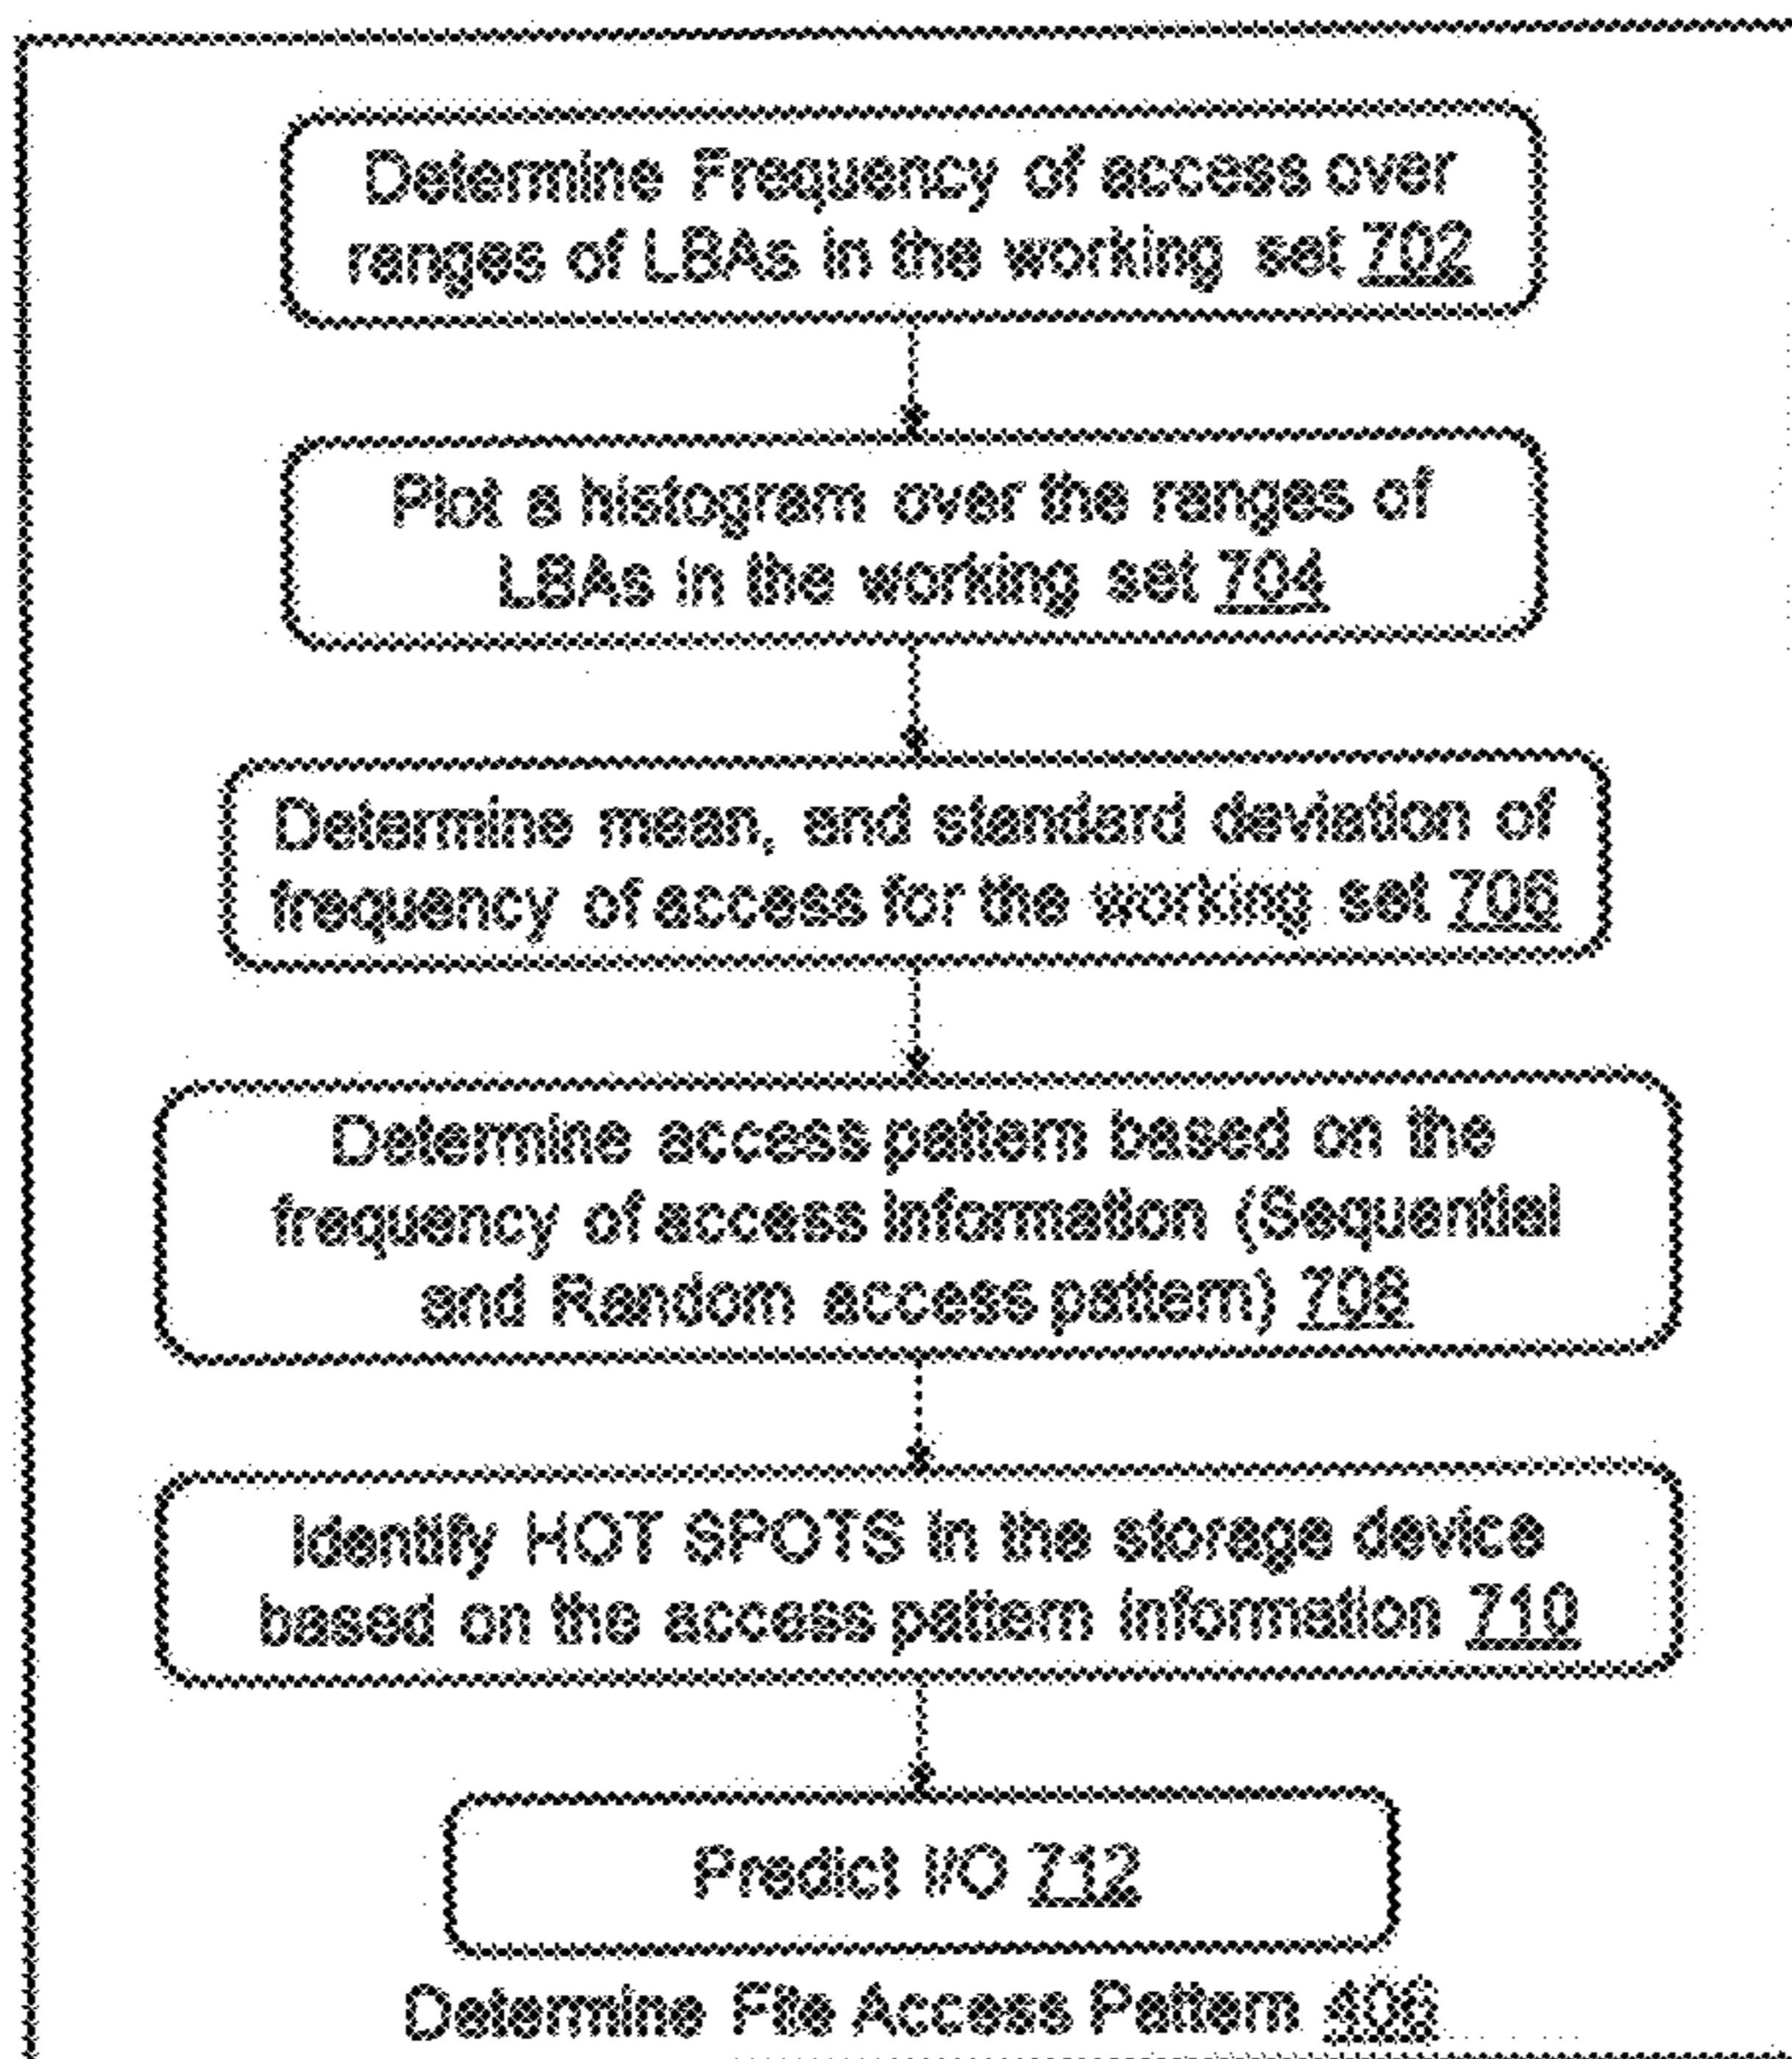 Determine Frequency of access over
ranges of LBAs in the working set 702
Plot a histogram over the ranges of
LBAs in the working set 704
Determine mean, and standard deviation of
frequency of access for the working set 706
Determine access pattern based on the
frequency of access information (Sequential
and Random access pattern) 708
Identify HOT SPOTS in the storage device
based on the access pattern information 710
Predict I/O 712
Determine File Access Pattern